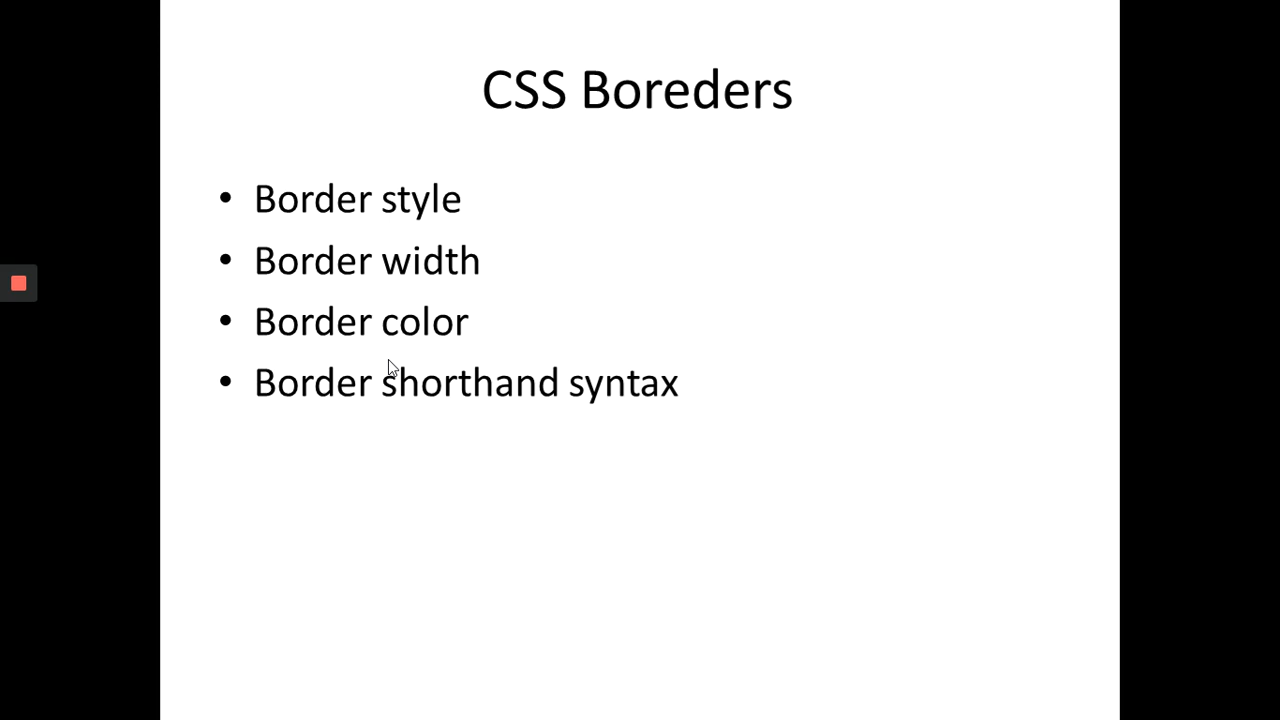 CSS Boreders
• Border style
• Border width
• Border color
• Border shorthand syntax